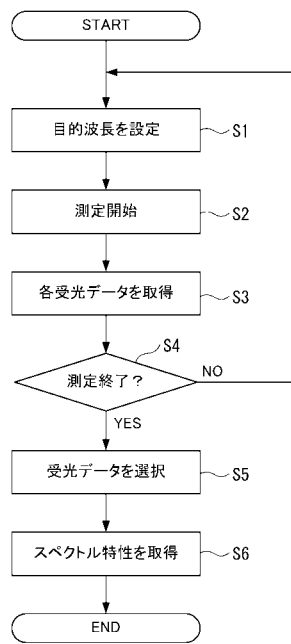 START
目的波長を設定 S1
測定開始 S2
各受光データを取得 S3
S4
測定終了？ NO
YES
受光データを選択 S5
スペクトル特性を取得 S6
END